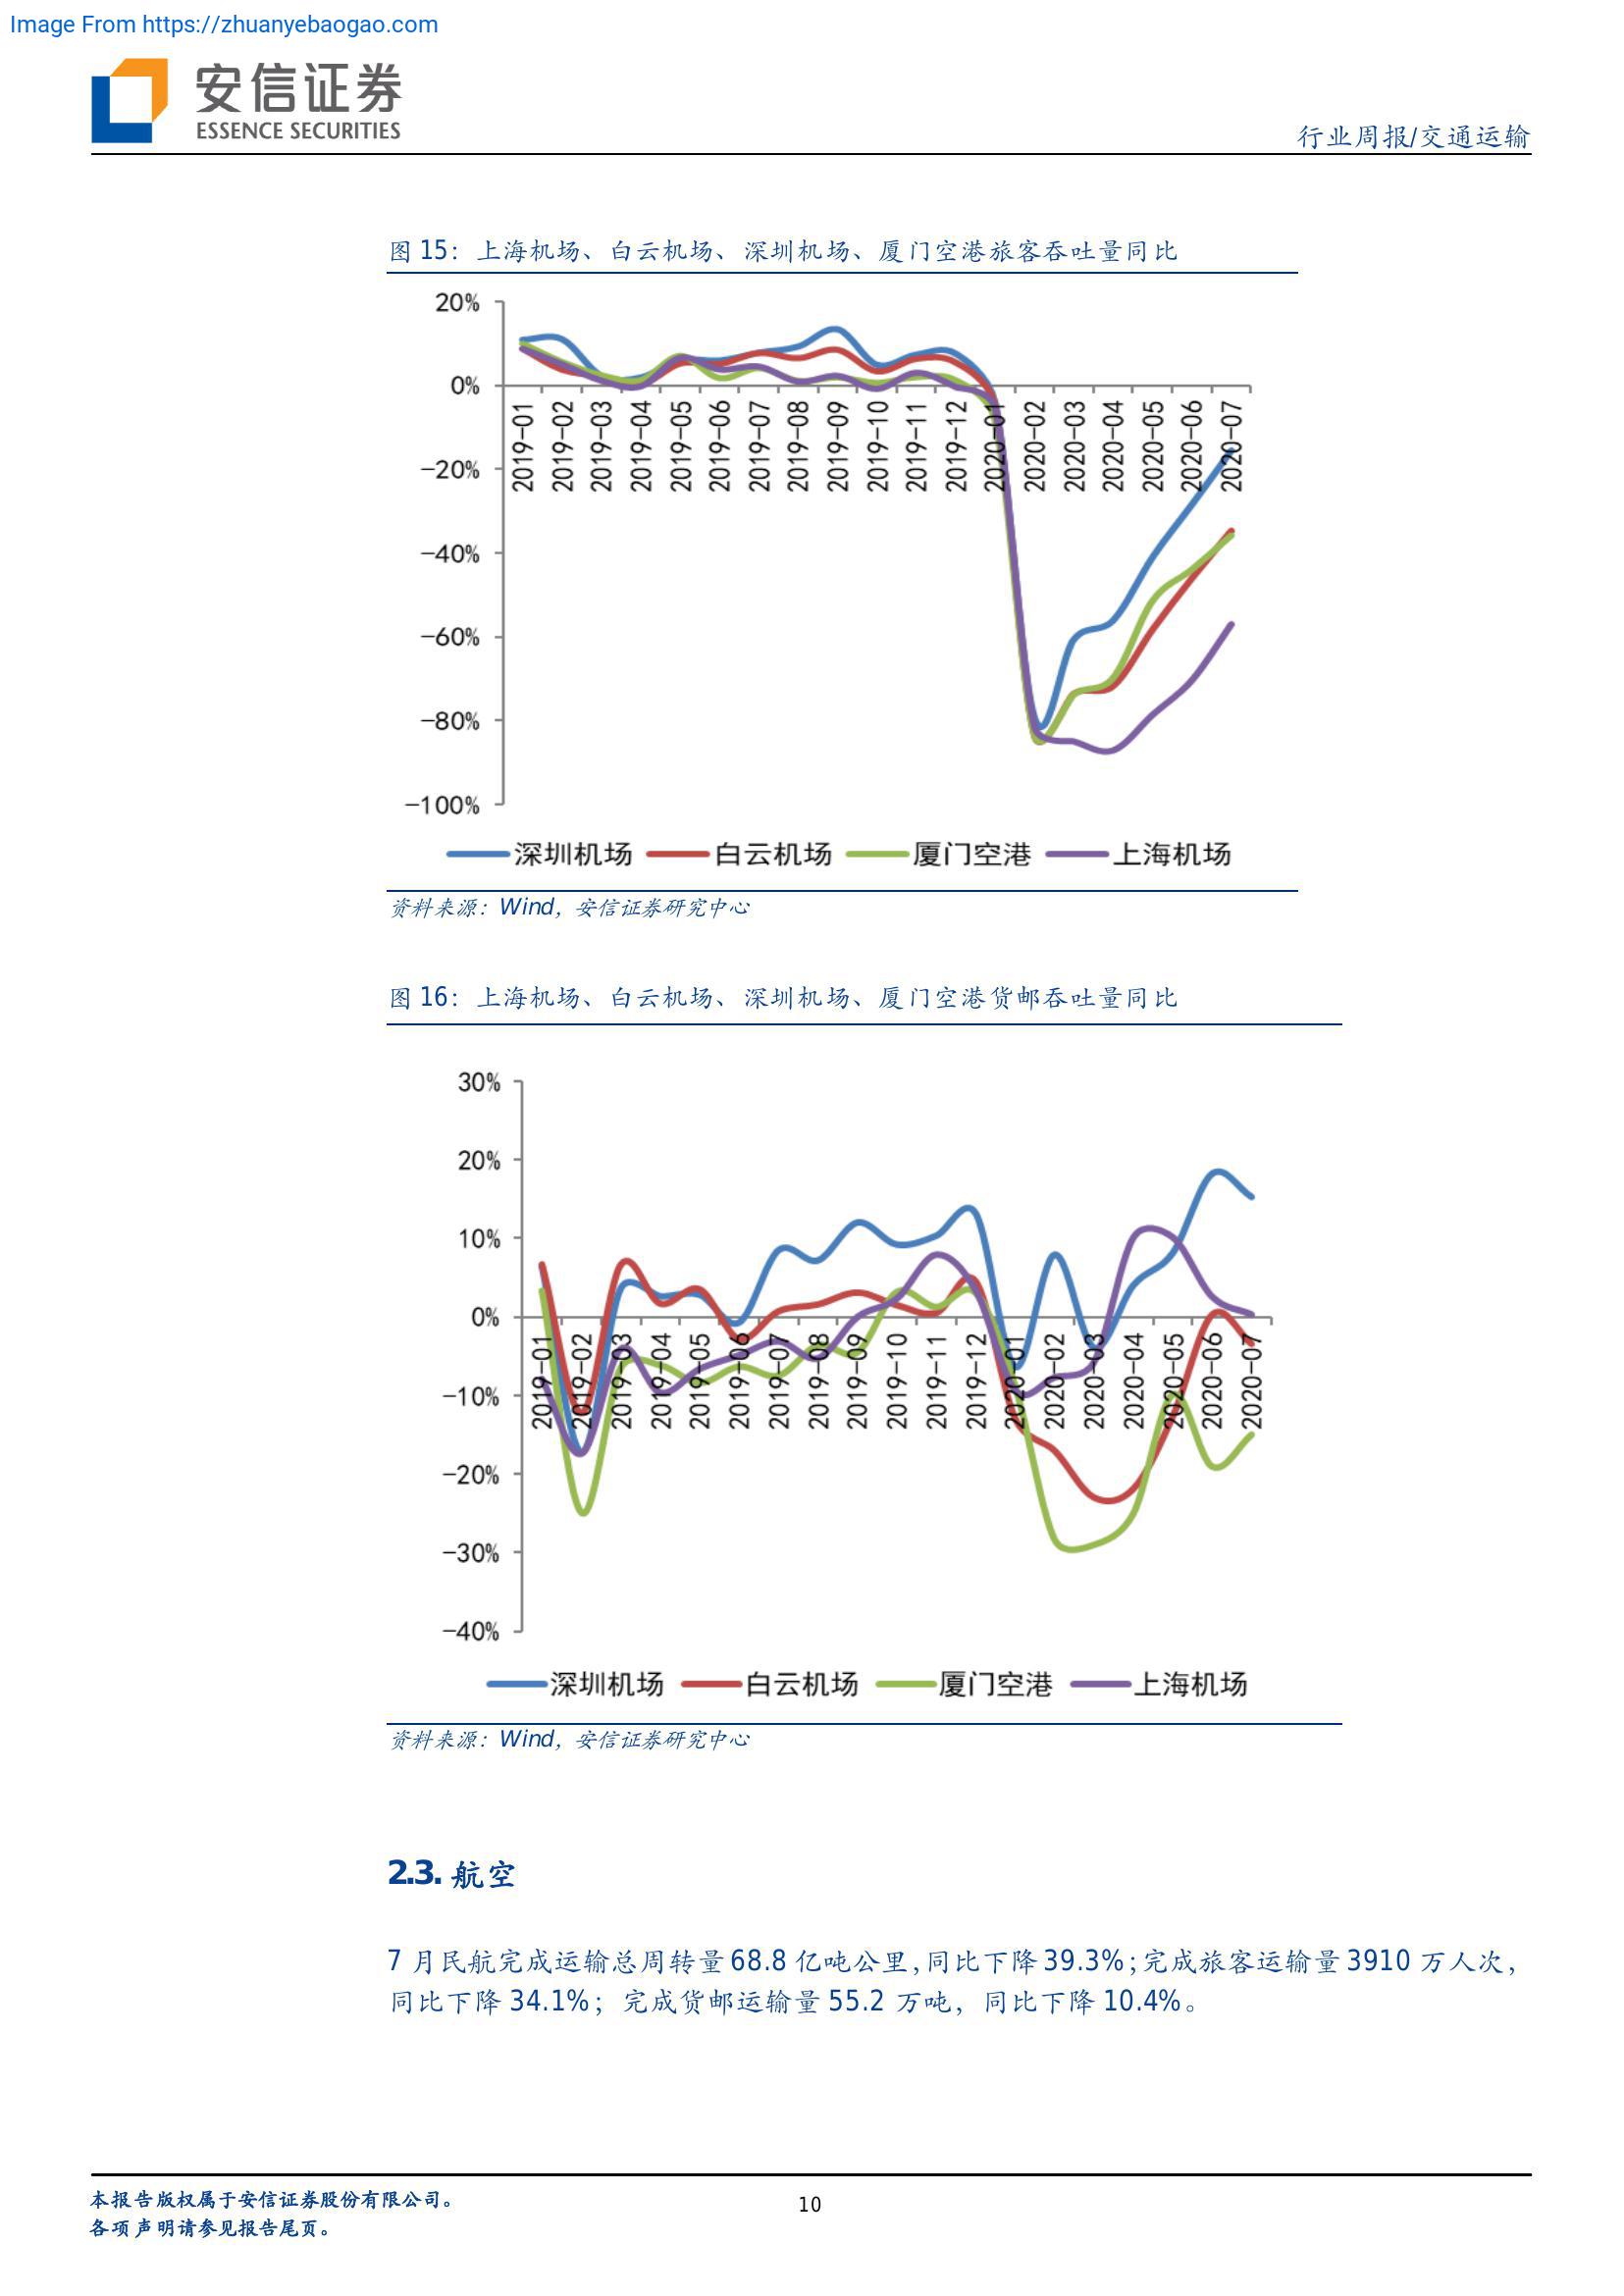 Image From https://zhuanyebaogao.com
安信证券
ESSENCE SECURITIES
行业周报/交通运输
图 15：上海机场、白云机场、深圳机场、厦门空港旅客吞吐量同比
20%
0%
-20%
-40%
-60%
-80%
-100%
2019-01 2019-02 2019-03 2019-04 2019-05 2019-06 2019-07 2019-08 2019-09 2019-10 2019-11 2019-12 2020-01 2020-02 2020-03 2020-04 2020-05 2020-06 2020-07
深圳机场 白云机场 厦门空港 上海机场
资料来源：Wind，安信证券研究中心
图 16：上海机场、白云机场、深圳机场、厦门空港货邮吞吐量同比
30%
20%
10%
0%
-10%
-20%
-30%
-40%
2019-01 2019-02 2019-03 2019-04 2019-05 2019-06 2019-07 2019-08 2019-09 2019-10 2019-11 2019-12 2020-01 2020-02 2020-03 2020-04 2020-05 2020-06 2020-07
深圳机场 白云机场 厦门空港 上海机场
资料来源：Wind，安信证券研究中心
2.3. 航空
7 月民航完成运输总周转量 68.8 亿吨公里，同比下降 39.3%；完成旅客运输量 3910 万人次，
同比下降 34.1%；完成货邮运输量 55.2 万吨，同比下降 10.4%。
本报告版权属于安信证券股份有限公司。
各项声明请参见报告尾页。
10